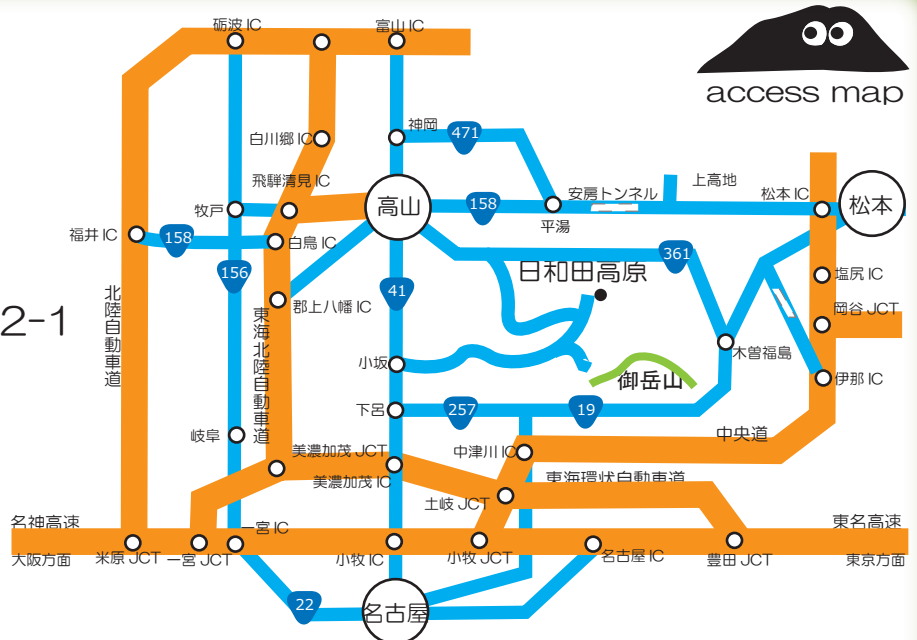 砺波 IC
富山 IC
access map
白川郷 IC
神岡
471
飛騨清見 IC
安房トンネル
上高地
松本 IC
松本
牧戸
高山
158
平湯
福井 IC
158
白鳥 IC
361
156
41
日和田高原
塩尻 IC
2-1
北陸自動車道
東海北陸自動車道
郡上八幡 IC
岡谷 JCT
小坂
木曽福島
御岳山
伊那 IC
下呂
257
19
岐阜
美濃加茂 JCT
中津川 IC
中央道
美濃加茂 IC
東海環状自動車道
土岐 JCT
名神高速
一宮 IC
東名高速
大阪方面
米原 JCT
一宮 JCT
小牧 IC
小牧 JCT
名古屋 IC
豊田 JCT
東京方面
22
名古屋